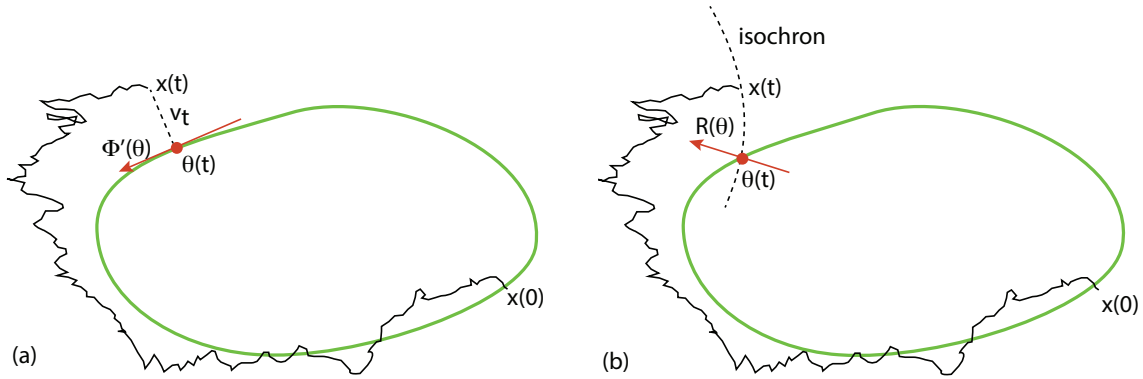 x(t)
v_t
Φ′(θ)
θ(t)
x(0)
(a)
isochron
x(t)
R(θ)
θ(t)
x(0)
(b)